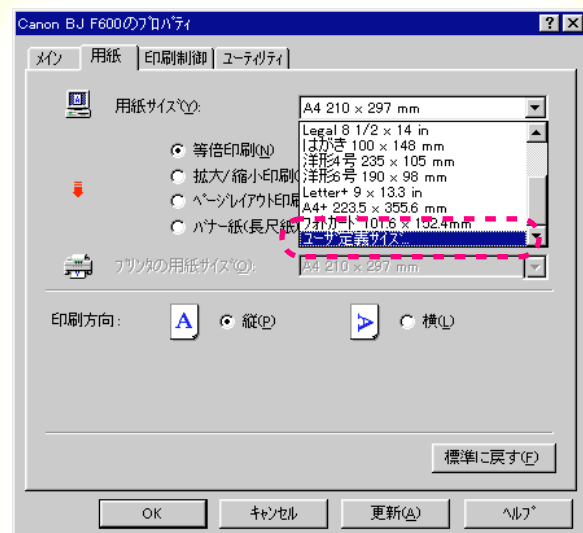 Canon BJ F600のﾌﾟﾛﾊﾟﾃｨ
ﾒｲﾝ 用紙 印刷制御 ﾕｰﾃｨﾘﾃｨ
用紙ｻｲｽﾞ(Y): A4 210 x 297 mm
Legal 8 1/2 x 14 in
はがき 100 x 148 mm
等倍印刷(N) 洋形4号 235 x 105 mm
拡大/縮小印刷( 洋形6号 190 x 98 mm
Letter+ 9 x 13.3 in
ﾍﾟｰｼﾞﾚｲｱｳﾄ印刷 A4+ 223.5 x 355.6 mm
ﾊﾞﾅｰ紙(長尺紙) ﾌｫﾄｶｰﾄﾞ 101.6 x 152.4mm
ﾕｰｻﾞ定義ｻｲｽﾞ...
ﾌﾟﾘﾝﾀの用紙ｻｲｽﾞ(O): A4 210 x 297 mm
印刷方向: A 縦(P) A 横(L)
標準に戻す(F)
OK ｷｬﾝｾﾙ 更新(A) ﾍﾙﾌﾟ